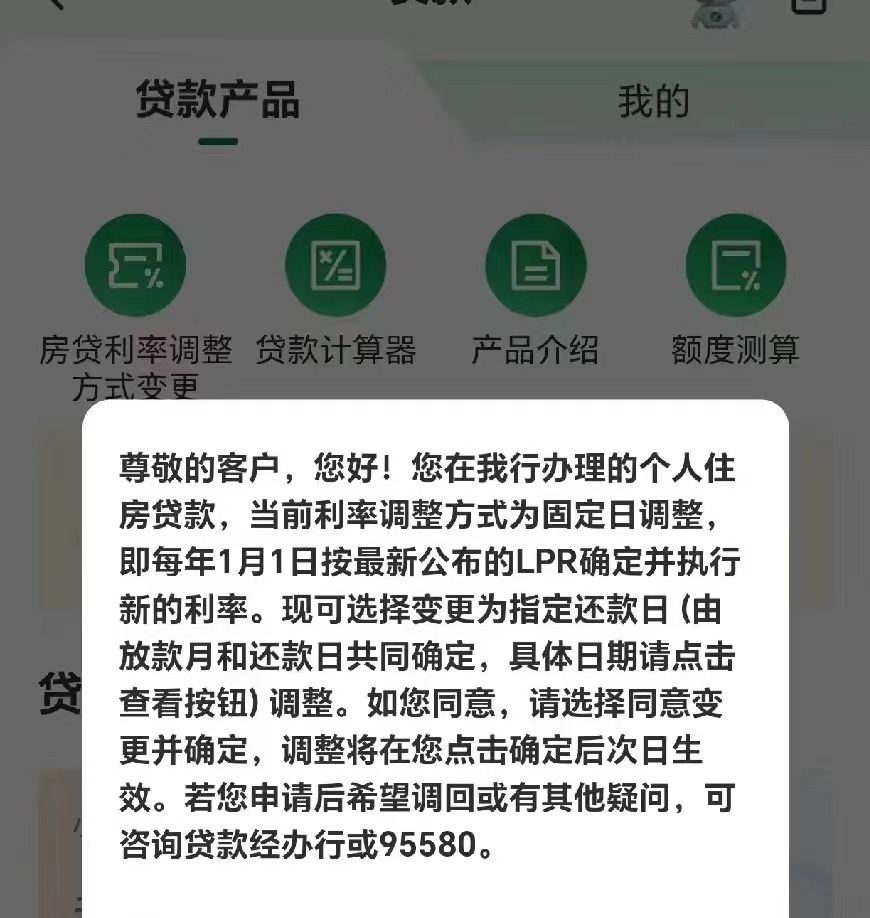 贷款产品
我的
房贷利率调整
方式变更
贷款计算器
产品介绍
额度测算
尊敬的客户，您好！您在我行办理的个人住
房贷款，当前利率调整方式为固定日调整，
即每年1月1日按最新公布的LPR确定并执行
新的利率。现可选择变更为指定还款日 (由
放款月和还款日共同确定，具体日期请点击
查看按钮) 调整。如您同意，请选择同意变
更并确定，调整将在您点击确定后次日生
效。若您申请后希望调回或有其他疑问，可
咨询贷款经办行或95580。
贷